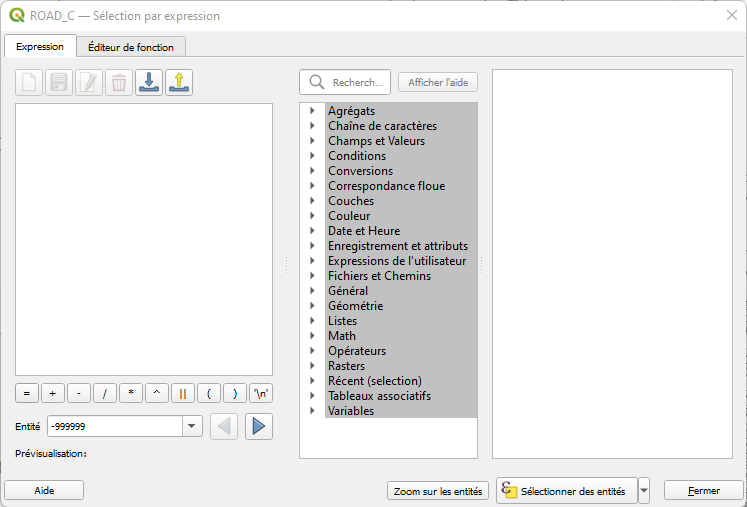 ROAD_C — Sélection par expression
Expression
Éditeur de fonction
Recherch...
Afficher l'aide
Agrégats
Chaîne de caractères
Champs et Valeurs
Conditions
Conversions
Correspondance floue
Couches
Couleur
Date et Heure
Enregistrement et attributs
Expressions de l'utilisateur
Fichiers et Chemins
Général
Géométrie
Listes
Math
Opérateurs
Rasters
Récent (selection)
Tableaux associatifs
Variables
= + - / * ^ || ( ) '\n'
Entité -999999
Prévisualisation:
Aide
Zoom sur les entités
Sélectionner des entités
Fermer